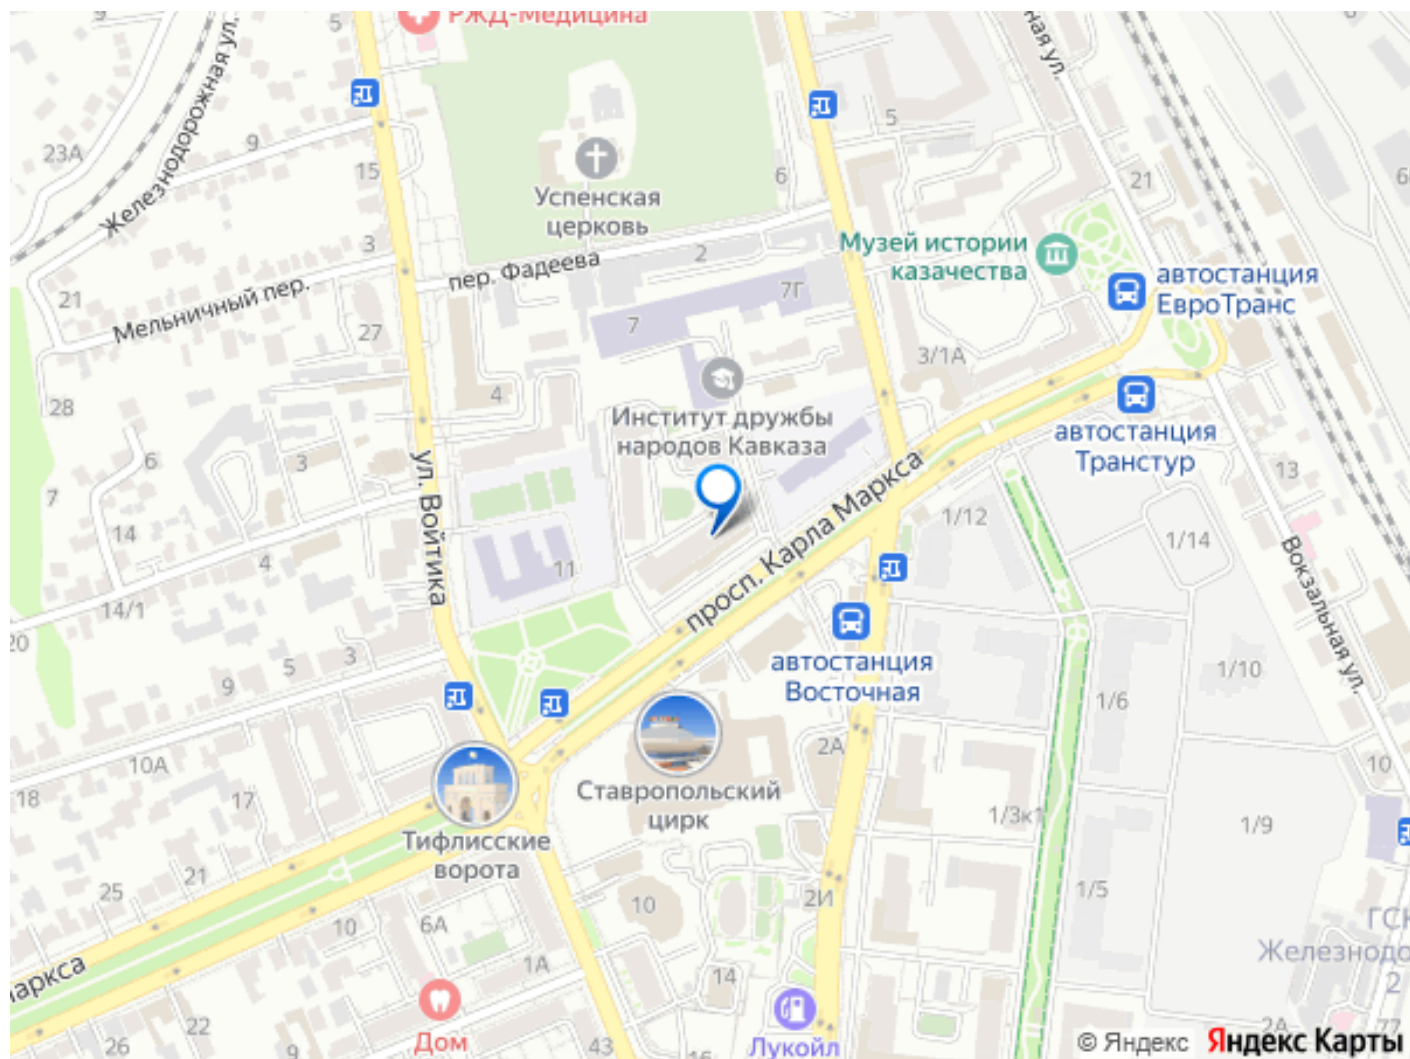 РЖД-Медицина
5
Железнодорожная ул.
23А
9
15
5
6
21
Успенская
церковь
3
пер. Фадеева
2
Музей истории
казачества
автостанция
ЕвроТранс
21
Мельничный пер.
27
7Г
7
3/1А
28
4
Институт дружбы
народов Кавказа
автостанция
Транстур
6
3
7
14
ул. Войтика
13
1/12
1/14
просп. Карла Маркса
11
4
14/1
20
Вокзальная ул.
автостанция
Восточная
5
3
9
1/10
1/6
2А
10А
18
17
Ставропольский
цирк
10
1/3к1
1/9
Тифлисские
ворота
21
25
1/5
2И
10
6А
10
1А
14
ГСК
Железнодо
2
22
26
9
Дом
43
Лукойл
2А
77
© Яндекс
Яндекс Карты